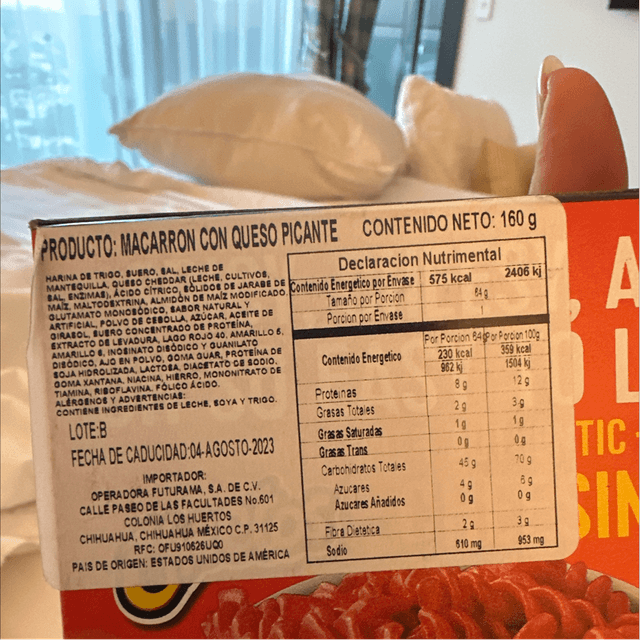 PRODUCTO: MACARRON CON QUESO PICANTE CONTENIDO NETO: 160 g
HARINA DE TRIGO, SUERO, SAL, LECHE DE
MANTEQUILLA, QUESO CHEDDAR (LECHE, CULTIVOS,
SAL, ENZIMAS), ÁCIDO CÍTRICO, SÓLIDOS DE JARABE DE
MAÍZ, MALTODEXTRINA, ALMIDÓN DE MAÍZ MODIFICADO,
GLUTAMATO MONOSÓDICO, SABOR NATURAL Y
ARTIFICIAL, POLVO DE CEBOLLA, AZÚCAR, ACEITE DE
GIRASOL, SUERO CONCENTRADO DE PROTEÍNA,
EXTRACTO DE LEVADURA, LAGO ROJO 40, AMARILLO 5,
AMARILLO 6, INOSINATO DISÓDICO Y GUANILATO
DISÓDICO, AJO EN POLVO, GOMA GUAR, PROTEÍNA DE
SOJA HIDROLIZADA, LACTOSA, DIACETATO DE SODIO,
GOMA XANTANA, NIACINA, HIERRO, MONONITRATO DE
TIAMINA, RIBOFLAVINA, FÓLICO ÁCIDO.
ALÉRGENOS Y ADVERTENCIAS:
CONTIENE INGREDIENTES DE LECHE, SOYA Y TRIGO.
LOTE:B
FECHA DE CADUCIDAD:04-AGOSTO-2023
IMPORTADOR:
OPERADORA FUTURAMA, S.A. DE C.V.
CALLE PASEO DE LAS FACULTADES No.601
COLONIA LOS HUERTOS
CHIHUAHUA, CHIHUAHUA MÉXICO C.P. 31125
RFC: OFU910626UQ0
PAIS DE ORIGEN: ESTADOS UNIDOS DE AMÉRICA
Declaracion Nutrimental
Contenido Energetico por Envase 575 kcal 2406 kj
Tamaño por Porcion 64 g
Porcion por Envase 1
Por Porcion 64g Por Porcion 100g
Contenido Energetico 230 kcal 359 kcal
962 kj 1504 kj
Proteinas 8 g 12 g
Grasas Totales 2 g 3 g
Grasas Saturadas 1 g 1 g
Grasas Trans 0 g 0 g
Carbohidratos Totales 45 g 70 g
Azucares 4 g 6 g
Azucares Añadidos 0 g 0 g
Fibra Dietetica 2 g 3 g
Sodio 610 mg 953 mg
, A
L
TIC
SIN